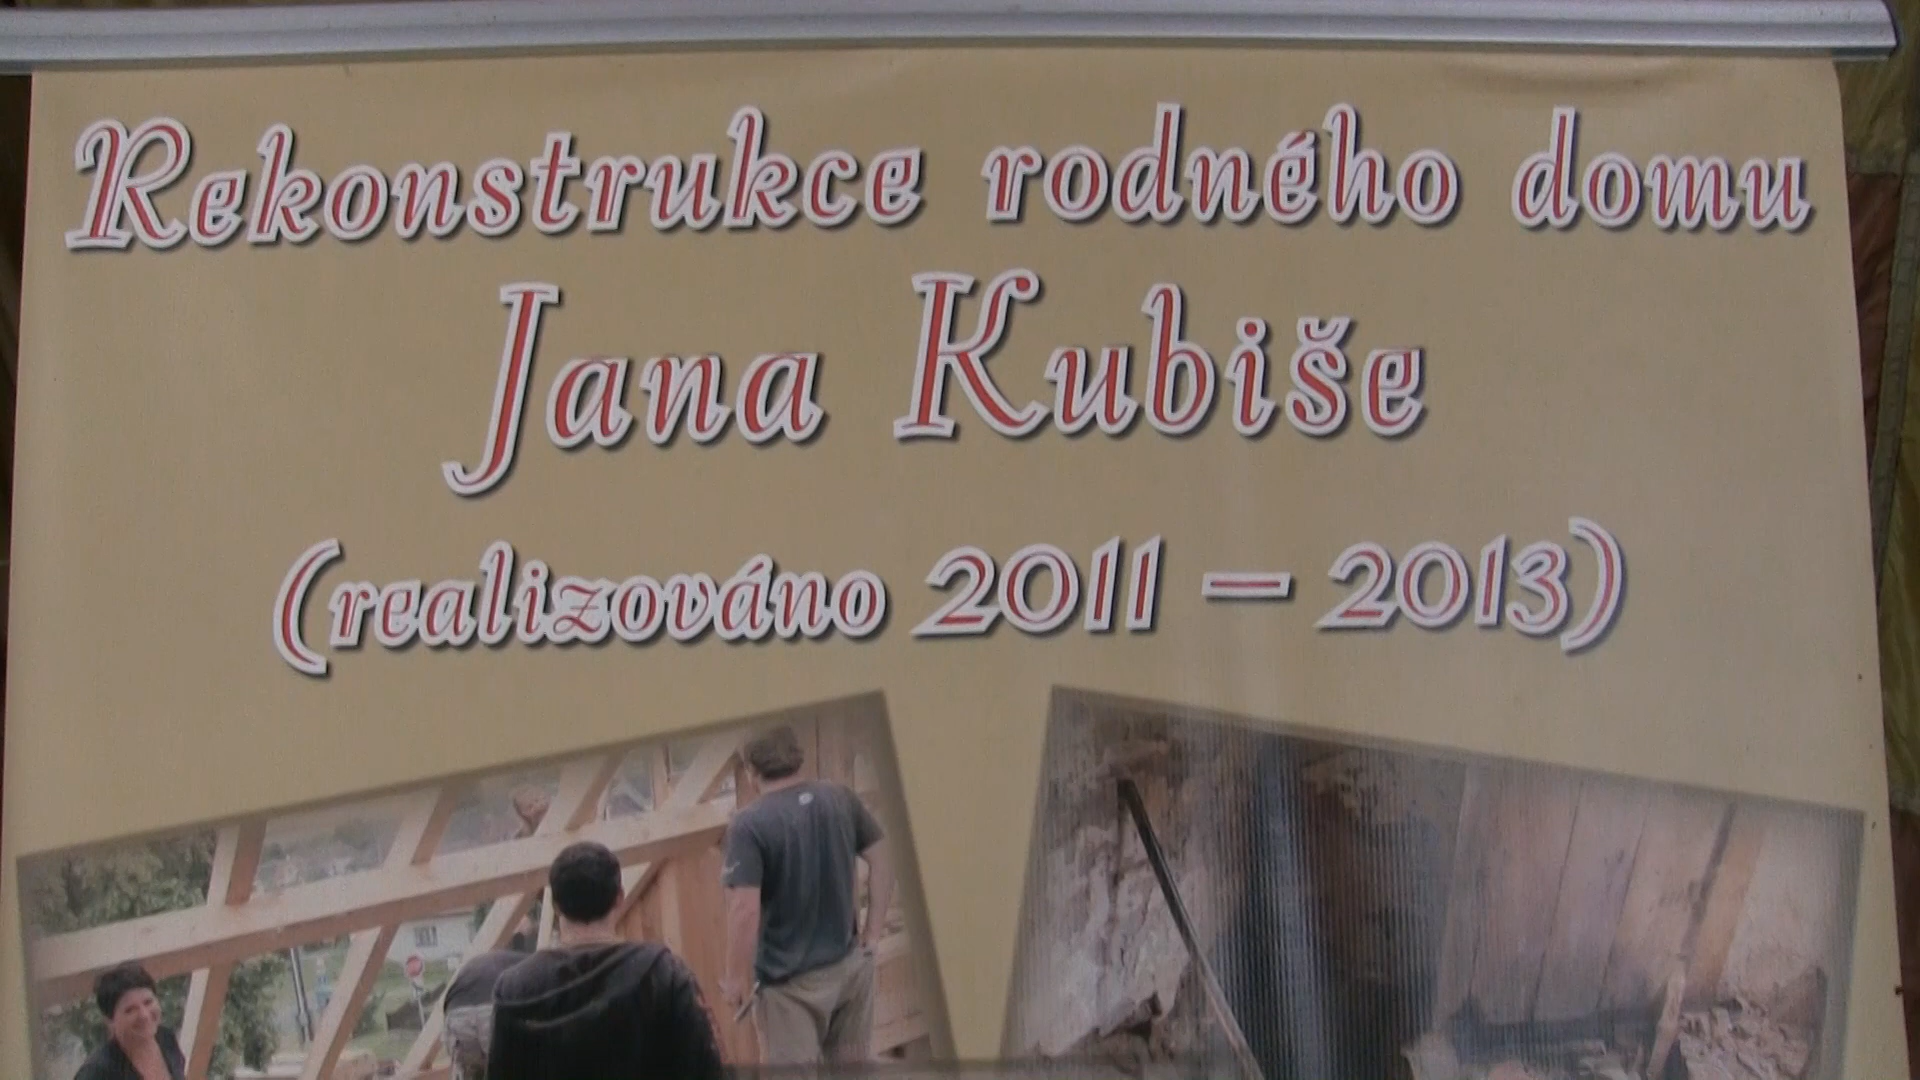 Rekonstrukce rodného domu
Jana Kubiše
(realizováno 2011 – 2013)